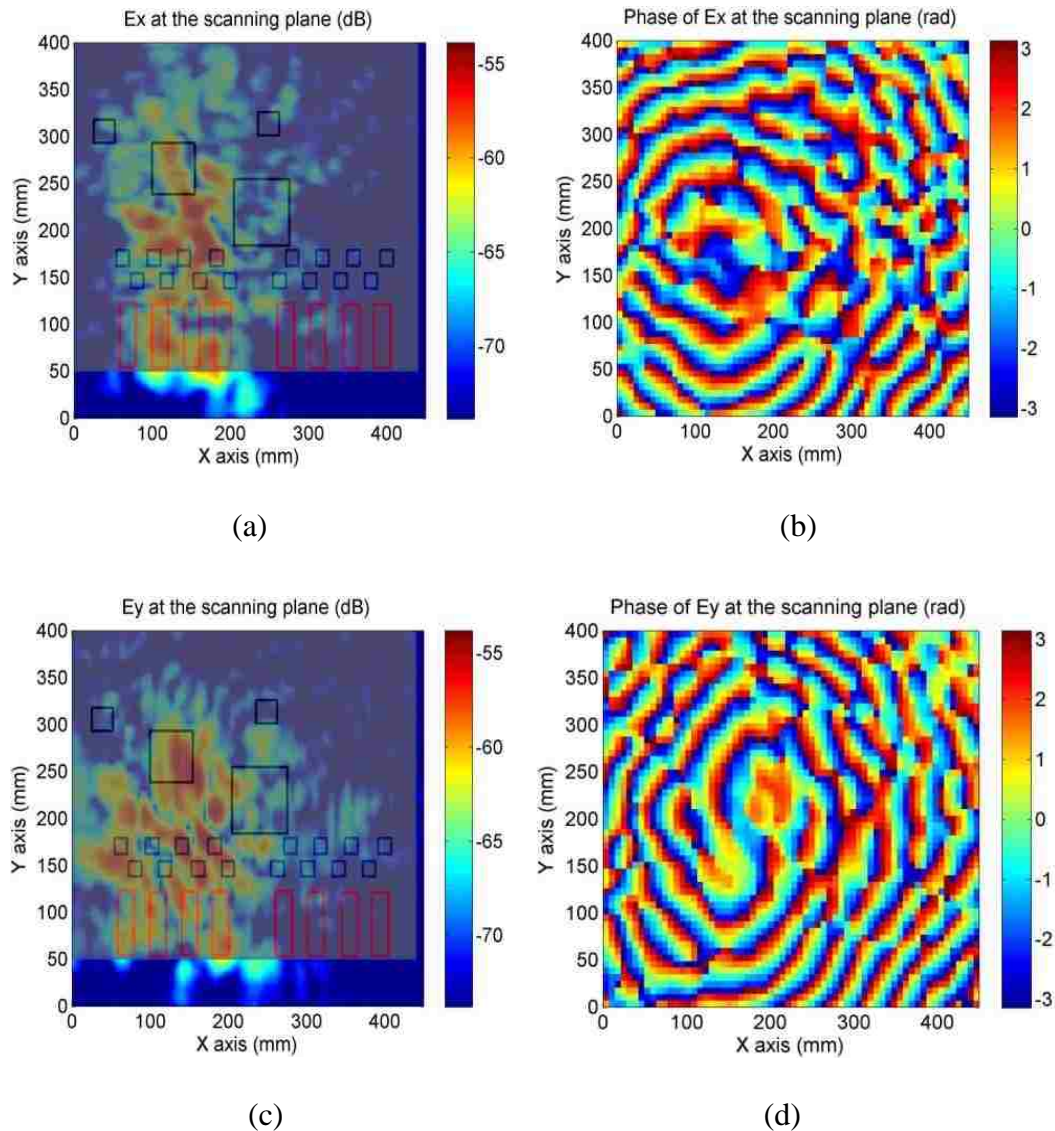 Ex at the scanning plane (dB)
400
350
300
250
200
150
100
50
0
Y axis (mm)
0 100 200 300 400
X axis (mm)
-55
-60
-65
-70
(a)
Phase of Ex at the scanning plane (rad)
400
350
300
250
200
150
100
50
0
Y axis (mm)
0 100 200 300 400
X axis (mm)
3
2
1
0
-1
-2
-3
(b)
Ey at the scanning plane (dB)
400
350
300
250
200
150
100
50
0
Y axis (mm)
0 100 200 300 400
X axis (mm)
-55
-60
-65
-70
(c)
Phase of Ey at the scanning plane (rad)
400
350
300
250
200
150
100
50
0
Y axis (mm)
0 100 200 300 400
X axis (mm)
3
2
1
0
-1
-2
-3
(d)